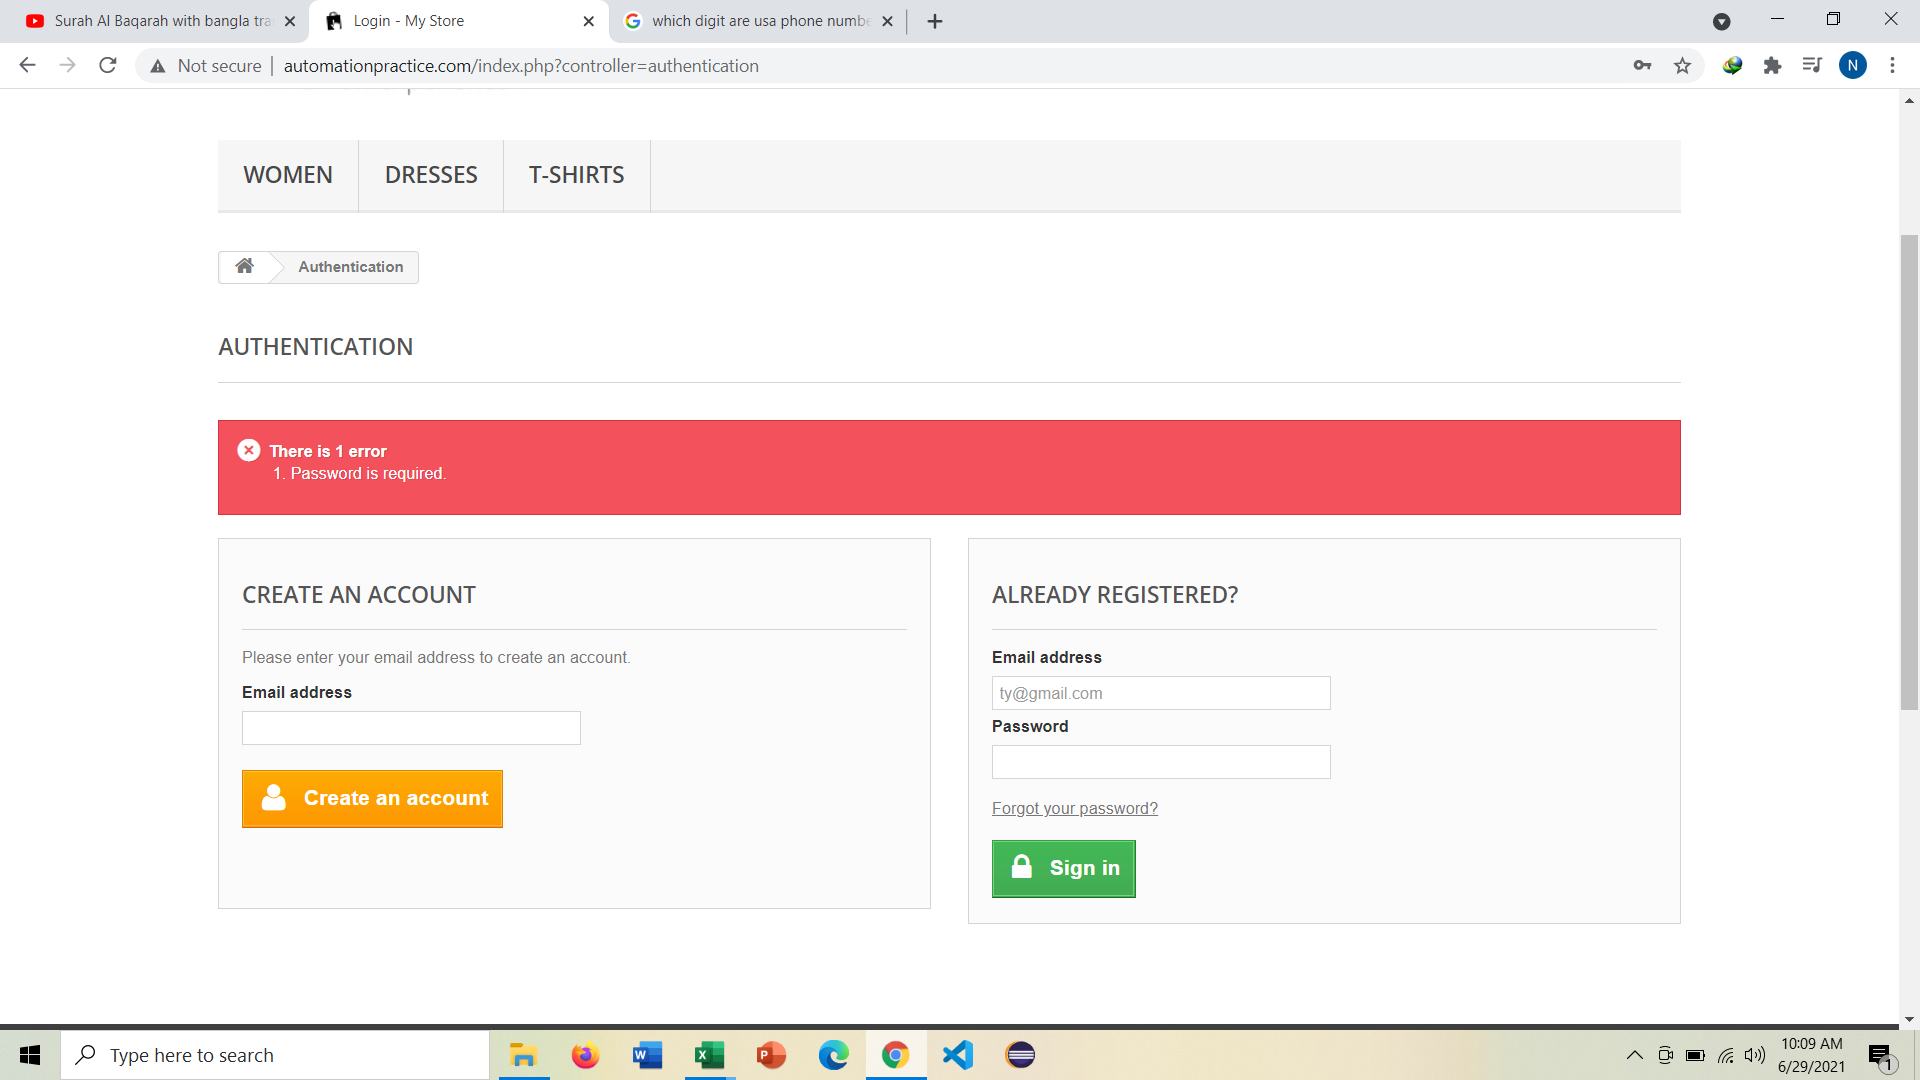 Surah Al Baqarah with bangla tra
Login - My Store
which digit are usa phone numbe
Not secure
automationpractice.com/index.php?controller=authentication
N
WOMEN
DRESSES
T-SHIRTS
Authentication
AUTHENTICATION
There is 1 error
1. Password is required.
CREATE AN ACCOUNT
Please enter your email address to create an account.
Email address
Create an account
ALREADY REGISTERED?
Email address
ty@gmail.com
Password
Forgot your password?
Sign in
Type here to search
10:09 AM
6/29/2021
1